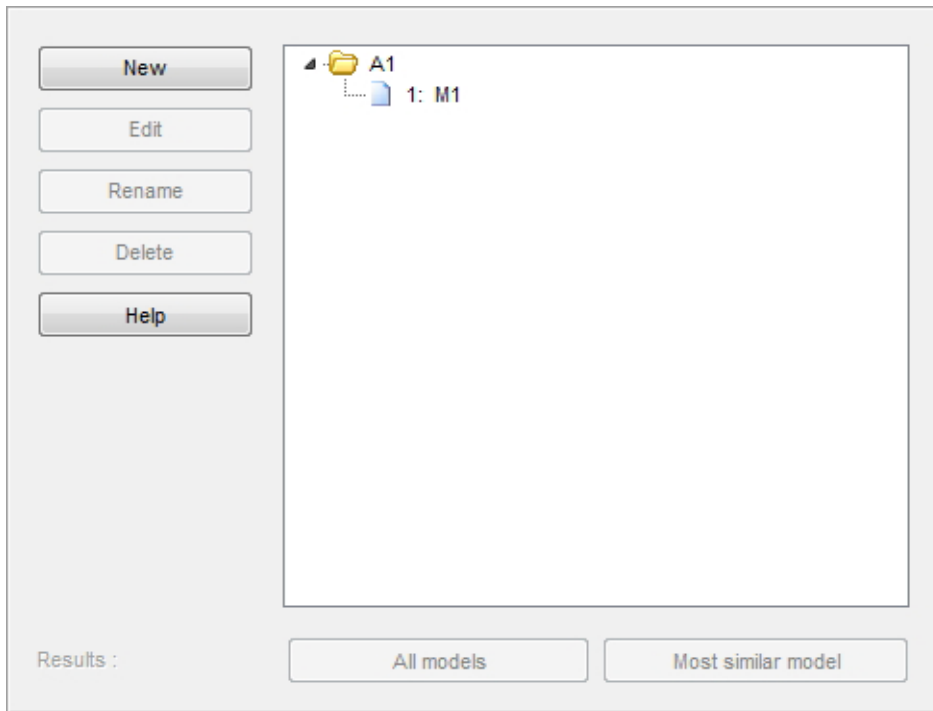 New
Edit
Rename
Delete
Help
A1
1: M1
Results :
All models
Most similar model